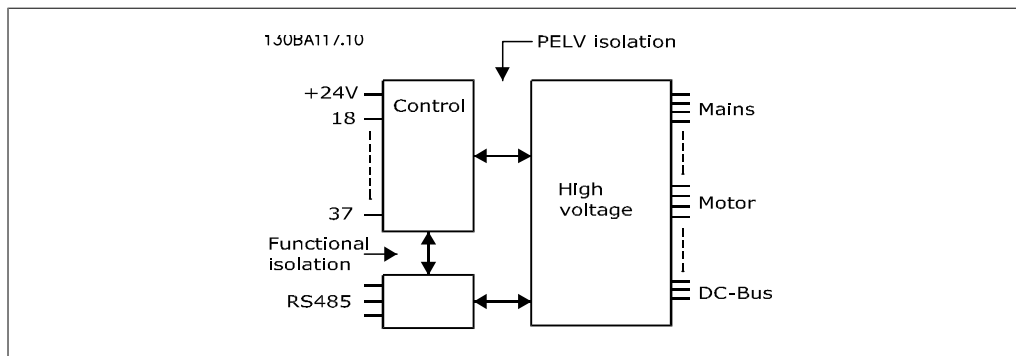 130BA117.10
PELV isolation
+24V
Control
18
Mains
High
voltage
37
Motor
Functional
isolation
RS485
DC-Bus